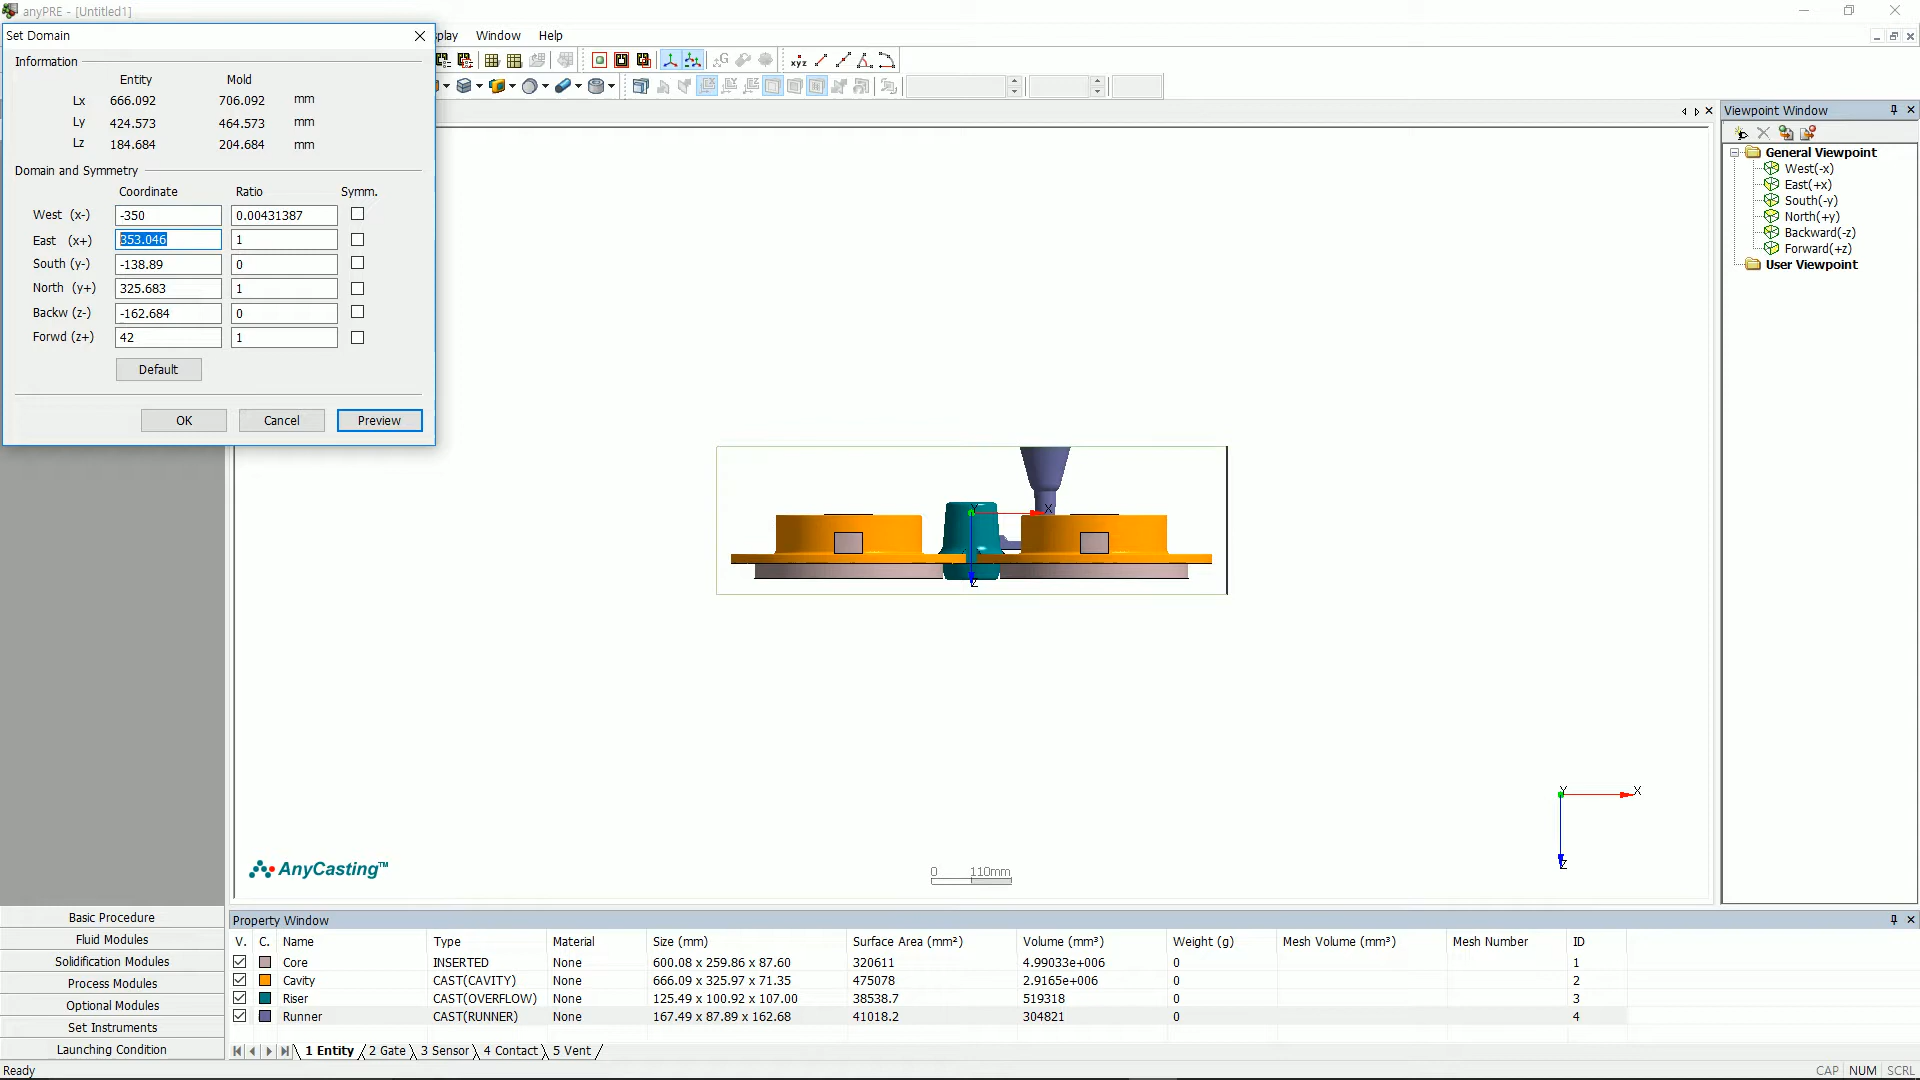 anyPRE - [Untitled1]
Set Domain
splay Window Help
Information
Entity Mold
Lx 666.092 706.092 mm
Ly 424.573 464.573 mm
Lz 184.684 204.684 mm
Domain and Symmetry
Coordinate Ratio Symm.
West (x-) -350 0.00431387
East (x+) 353.046 1
South (y-) -138.89 0
North (y+) 325.683 1
Backw (z-) -162.684 0
Forwd (z+) 42 1
Default
OK Cancel Preview
Viewpoint Window
General Viewpoint
West(-x)
East(+x)
South(-y)
North(+y)
Backward(-z)
Forward(+z)
User Viewpoint
xyz
Y X
Z
Y X
Z
AnyCasting™
0 110mm
Basic Procedure
Fluid Modules
Solidification Modules
Process Modules
Optional Modules
Set Instruments
Launching Condition
Property Window
V. C. Name Type Material Size (mm) Surface Area (mm²) Volume (mm³) Weight (g) Mesh Volume (mm³) Mesh Number ID
Core INSERTED None 600.08 x 259.86 x 87.60 320611 4.99033e+006 0 1
Cavity CAST(CAVITY) None 666.09 x 325.97 x 71.35 475078 2.9165e+006 0 2
Riser CAST(OVERFLOW) None 125.49 x 100.92 x 107.00 38538.7 519318 0 3
Runner CAST(RUNNER) None 167.49 x 87.89 x 162.68 41018.2 304821 0 4
1 Entity 2 Gate 3 Sensor 4 Contact 5 Vent
Ready CAP NUM SCRL